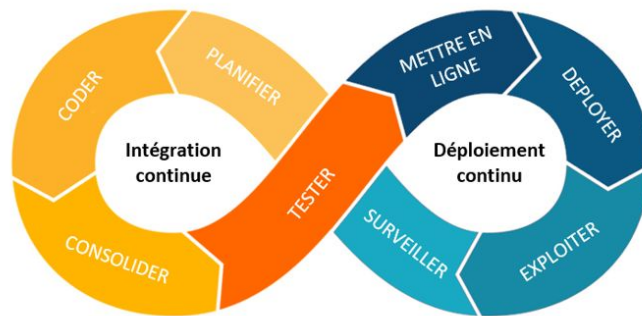 PLANIFIER
CODER
CONSOLIDER
TESTER
METTRE EN
LIGNE
DEPLOYER
EXPLOITER
SURVEILLER
Intégration
continue
Déploiement
continu